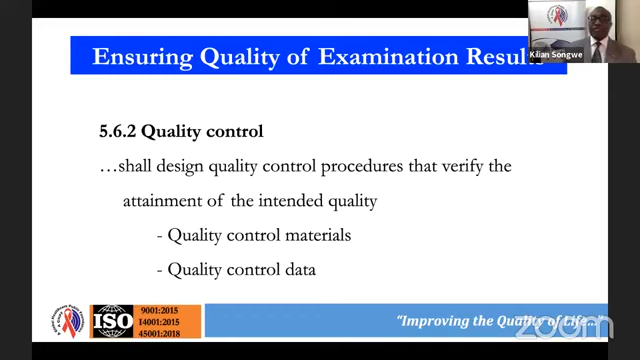 Ensuring Quality of Examination Results
Kilian Songwe
5.6.2 Quality control
…shall design quality control procedures that verify the
attainment of the intended quality
- Quality control materials
- Quality control data
ISO
9001:2015
14001:2015
45001:2018
"Improving the Quality of Life..."
zoom